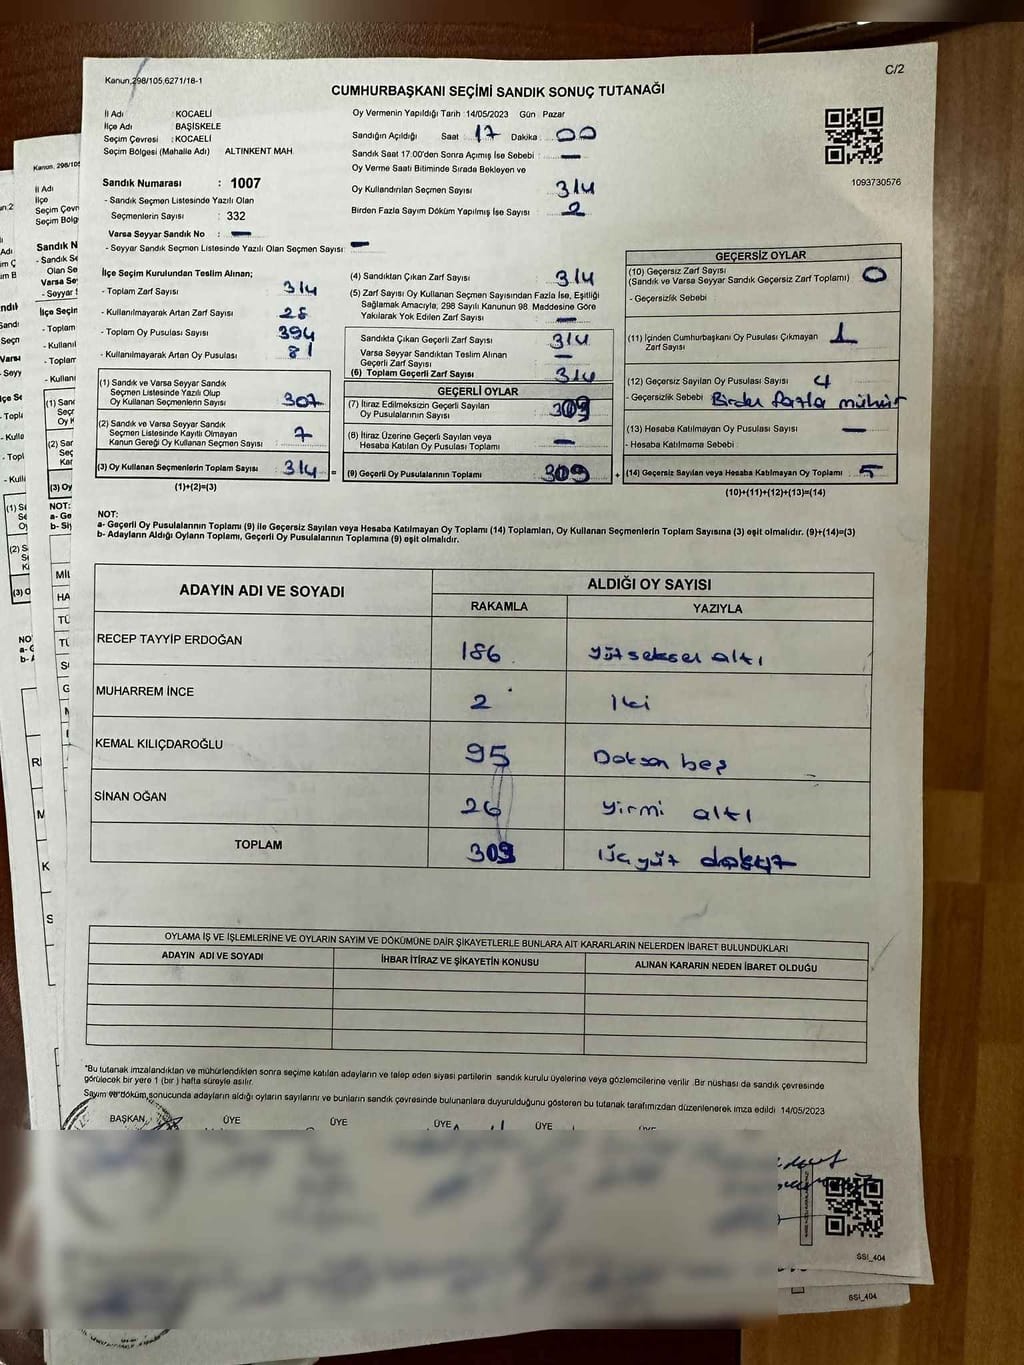 Kanun,298/105,6271/18-1
C/2
CUMHURBAŞKANI SEÇİMİ SANDIK SONUÇ TUTANAĞI
İl Adı : KOCAELİ
İlçe Adı BAŞİSKELE
Seçim Çevresi : KOCAELİ
Seçim Bölgesi (Mahalle Adı) ALTINKENT MAH.
Sandık Numarası : 1007
- Sandık Seçmen Listesinde Yazılı Olan
Seçmenlerin Sayısı : 332
Varsa Seyyar Sandık No : —
- Seyyar Sandık Seçmen Listesinde Yazılı Olan Seçmen Sayısı: —
Oy Vermenin Yapıldığı Tarih :14/05/2023 Gün : Pazar
Sandığın Açıldığı Saat : 17 Dakika : 00
Sandık Saat 17.00'den Sonra Açımış İse Sebebi : —
Oy Verme Saati Bitiminde Sırada Bekleyen ve
Oy Kullandırılan Seçmen Sayısı 314
Birden Fazla Sayım Döküm Yapılmış İse Sayısı : 2
1093730576
İlçe Seçim Kurulundan Teslim Alınan;
- Toplam Zarf Sayısı : 314
- Kullanılmayarak Artan Zarf Sayısı : 28
- Toplam Oy Pusulası Sayısı : 394
- Kullanılmayarak Artan Oy Pusulası : 81
(1) Sandık ve Varsa Seyyar Sandık
Seçmen Listesinde Yazılı Olup
Oy Kullanan Seçmenlerin Sayısı : 307
(2) Sandık ve Varsa Seyyar Sandık
Seçmen Listesinde Kayıtlı Olmayan
Kanun Gereği Oy Kullanan Seçmen Sayısı : 7
(3) Oy Kullanan Seçmenlerin Toplam Sayısı : 314
(1)+(2)=(3)
(4) Sandıktan Çıkan Zarf Sayısı : 314
(5) Zarf Sayısı Oy Kullanan Seçmen Sayısından Fazla İse, Eşitliği
Sağlamak Amacıyla; 298 Sayılı Kanunun 98. Maddesine Göre
Yakılarak Yok Edilen Zarf Sayısı : —
Sandıkta Çıkan Geçerli Zarf Sayısı : 314
Varsa Seyyar Sandıktan Teslim Alınan
Geçerli Zarf Sayısı : —
(6) Toplam Geçerli Zarf Sayısı : 314
GEÇERLİ OYLAR
(7) İtiraz Edilmeksizin Geçerli Sayılan
Oy Pusulalarının Sayısı : 309
(8) İtiraz Üzerine Geçerli Sayılan veya
Hesaba Katılan Oy Pusulası Sayısı : —
(9) Geçerli Oy Pusulalarının Toplamı : 309
GEÇERSİZ OYLAR
(10) Geçersiz Zarf Sayısı
(Sandık ve Varsa Seyyar Sandık Geçersiz Zarf Toplamı) : 0
- Geçersizlik Sebebi :
(11) İçinden Cumhurbaşkanı Oy Pusulası Çıkmayan
Zarf Sayısı : 1
(12) Geçersiz Sayılan Oy Pusulası Sayısı : 4
- Geçersizlik Sebebi : Birden fazla mühür
(13) Hesaba Katılmayan Oy Pusulası Sayısı : —
- Hesaba Katılmama Sebebi :
(14) Geçersiz Sayılan veya Hesaba Katılmayan Oy Toplamı : 5
(10)+(11)+(12)+(13)=(14)
NOT:
a- Geçerli Oy Pusulalarının Toplamı (9) ile Geçersiz Sayılan veya Hesaba Katılmayan Oy Toplamı (14) Toplamları, Oy Kullanan Seçmenlerin Toplam Sayısına (3) eşit olmalıdır. (9)+(14)=(3)
b- Adayların Aldığı Oyların Toplamı, Geçerli Oy Pusulalarının Toplamına (9) eşit olmalıdır.
ADAYIN ADI VE SOYADI
ALDIĞI OY SAYISI
RAKAMLA YAZIYLA
RECEP TAYYİP ERDOĞAN 186 yüzseksen altı
MUHARREM İNCE 2 İki
KEMAL KILIÇDAROĞLU 95 Doksan beş
SİNAN OĞAN 26 yirmi altı
TOPLAM 309 üçyüz dokuz
OYLAMA İŞ VE İŞLEMLERİNE VE OYLARIN SAYIM VE DÖKÜMÜNE DAİR ŞİKAYETLERLE BUNLARA AİT KARARLARIN NELERDEN İBARET BULUNDUKLARI
ADAYIN ADI VE SOYADI İHBAR İTİRAZ VE ŞİKAYETİN KONUSU ALINAN KARARIN NEDEN İBARET OLDUĞU
*Bu tutanak imzalandıktan ve mühürlendikten sonra seçime katılan adayların ve talep eden siyasi partilerin sandık kurulu üyelerine veya gözlemcilerine verilir .Bir nüshası da sandık çevresinde
görülecek bir yere 1 (bir ) hafta süreyle asılır.
Sayım ve döküm sonucunda adayların aldığı oyların sayılarını ve bunların sandık çevresinde bulunanlara duyurulduğunu gösteren bu tutanak tarafımızdan düzenlenerek imza edildi 14/05/2023
BAŞKAN ÜYE ÜYE ÜYE ÜYE
SSI_404
SSI_404